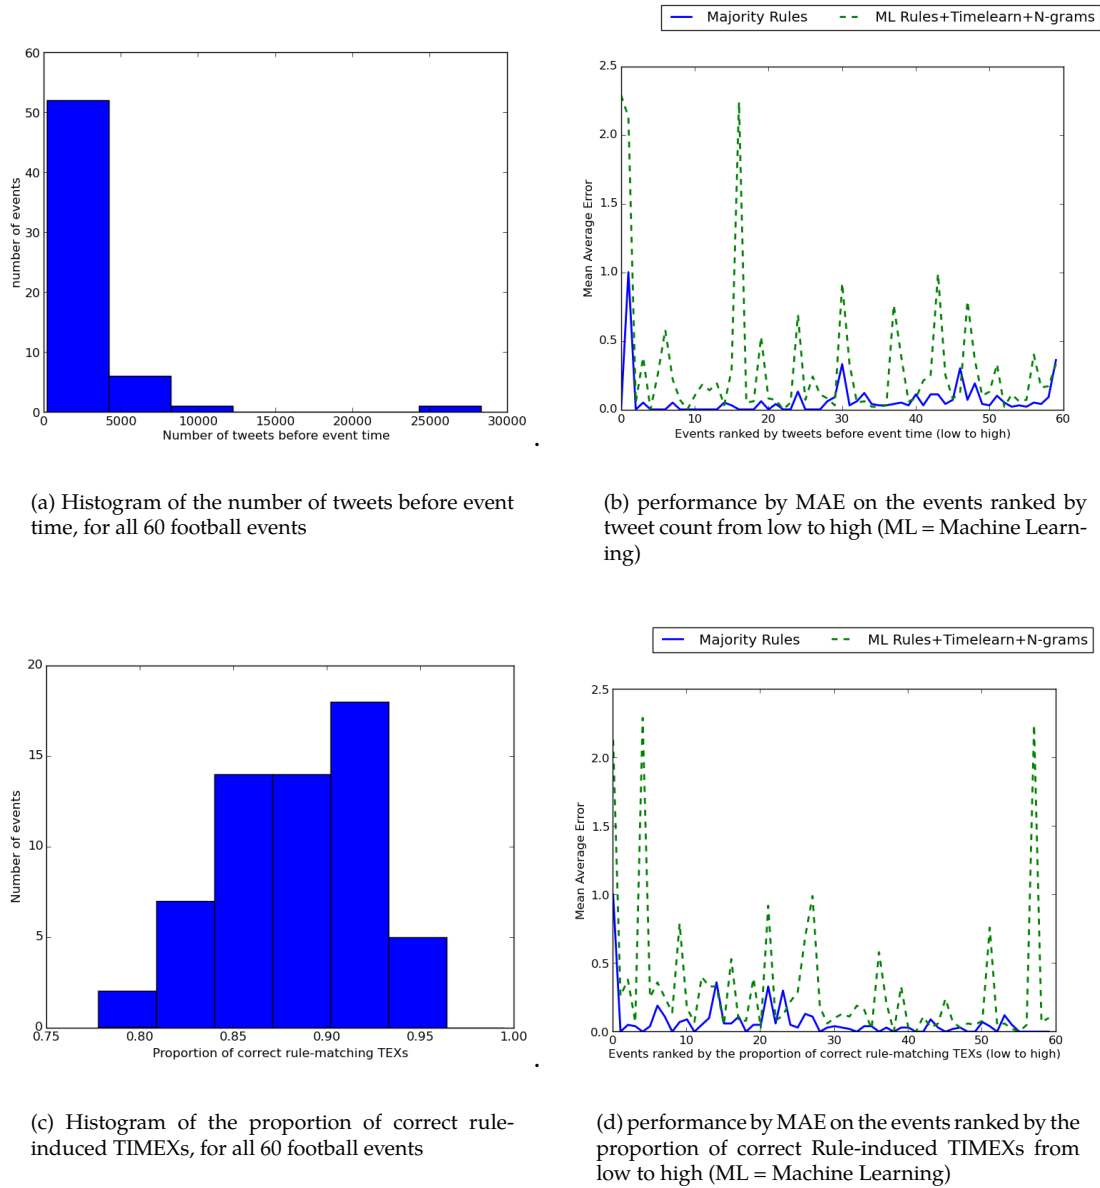 Majority Rules
ML Rules+Timelearn+N-grams
60
50
40
30
20
10
0
number of events
0
5000
10000
15000
20000
25000
30000
Number of tweets before event time
.
2.5
2.0
1.5
1.0
0.5
0.0
Mean Average Error
0
10
20
30
40
50
60
Events ranked by tweets before event time (low to high)
(a) Histogram of the number of tweets before event
time, for all 60 football events
(b) performance by MAE on the events ranked by
tweet count from low to high (ML = Machine Learn-
ing)
20
15
10
5
0
Number of events
0.75
0.80
0.85
0.90
0.95
1.00
Proportion of correct rule-matching TEXs
.
Majority Rules
ML Rules+Timelearn+N-grams
2.5
2.0
1.5
1.0
0.5
0.0
Mean Average Error
0
10
20
30
40
50
60
Events ranked by the proportion of correct rule-matching TEXs (low to high)
(c) Histogram of the proportion of correct rule-
induced TIMEXs, for all 60 football events
(d) performance by MAE on the events ranked by the
proportion of correct Rule-induced TIMEXs from
low to high (ML = Machine Learning)